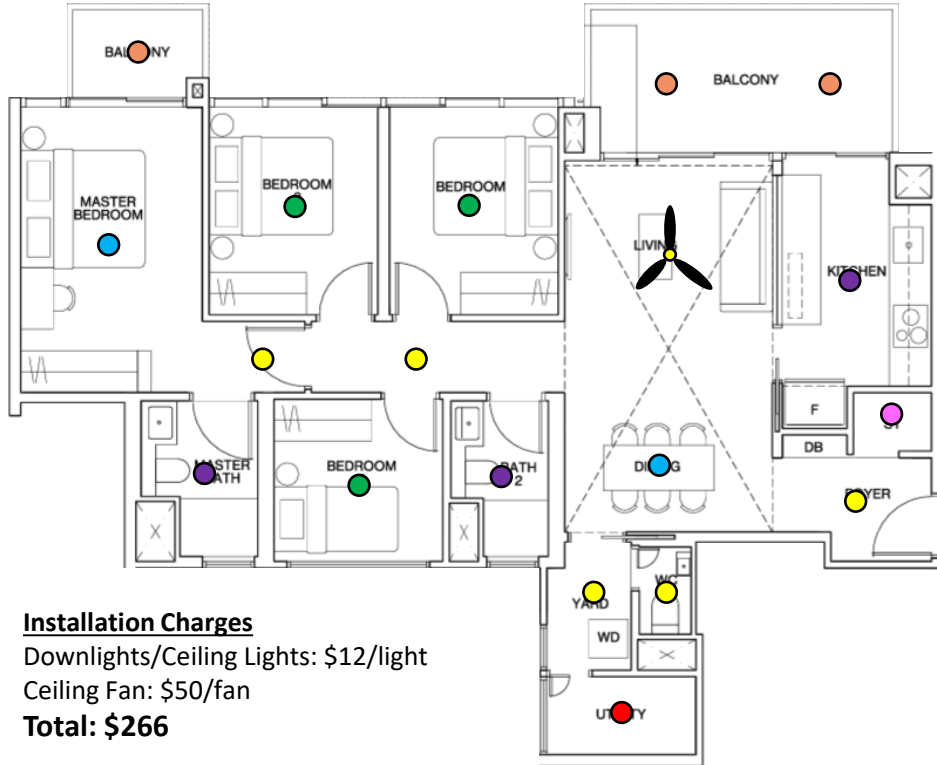 BALCONY
BALCONY
MASTER
BEDROOM
BEDROOM
BEDROOM
LIVING
KITCHEN
F
ST
DB
MASTER
BATH
BEDROOM
BATH
2
DINING
FOYER
YARD
WC
WD
UTILITY
Installation Charges
Downlights/Ceiling Lights: $12/light
Ceiling Fan: $50/fan
Total: $266